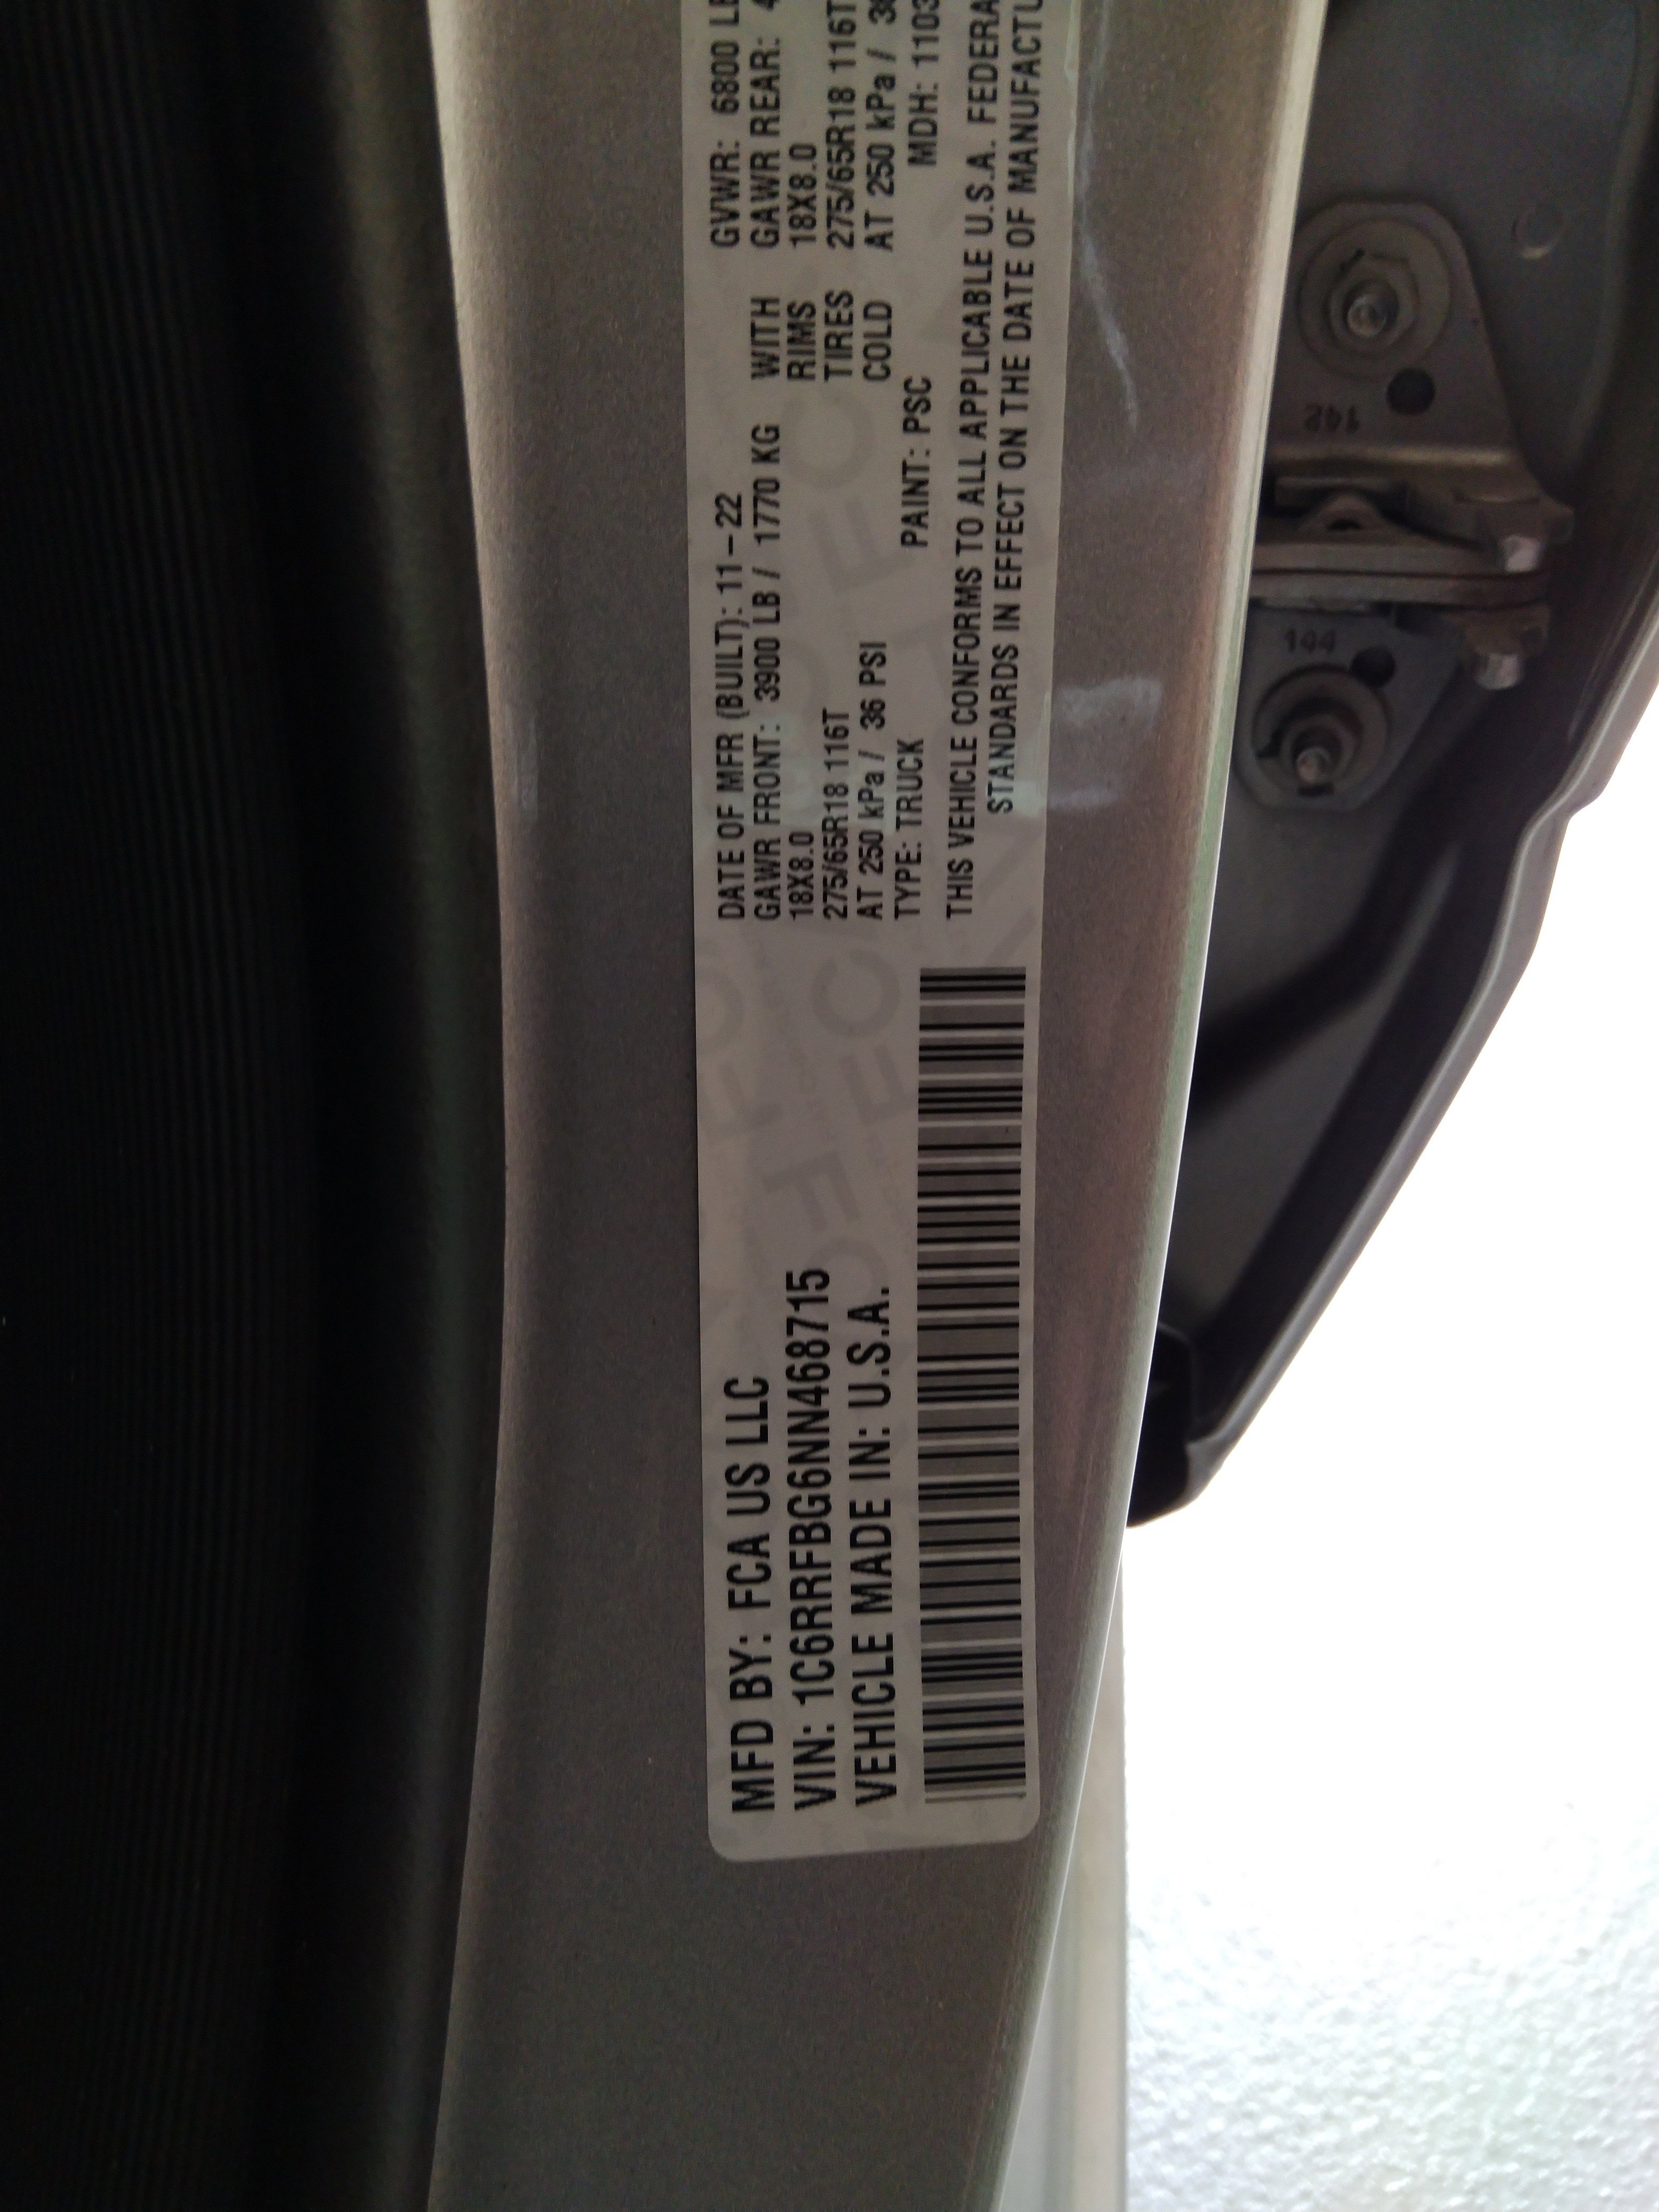 MFD BY: FCA US LLC
VIN: 1C6RRFBG6NN468715
VEHICLE MADE IN: U.S.A.
DATE OF MFR (BUILT): 11-22
GAWR FRONT: 3900 LB / 1770 KG WITH
18X8.0 RIMS
275/65R18 116T TIRES
AT 250 kPa / 36 PSI COLD
TYPE: TRUCK PAINT: PSC
GVWR: 6800
GAWR REAR:
18X8.0
275/65R18 116T
AT 250 kPa /
MDH:
THIS VEHICLE CONFORMS TO ALL APPLICABLE U.S.A.
STANDARDS IN EFFECT ON THE DATE OF
142
144